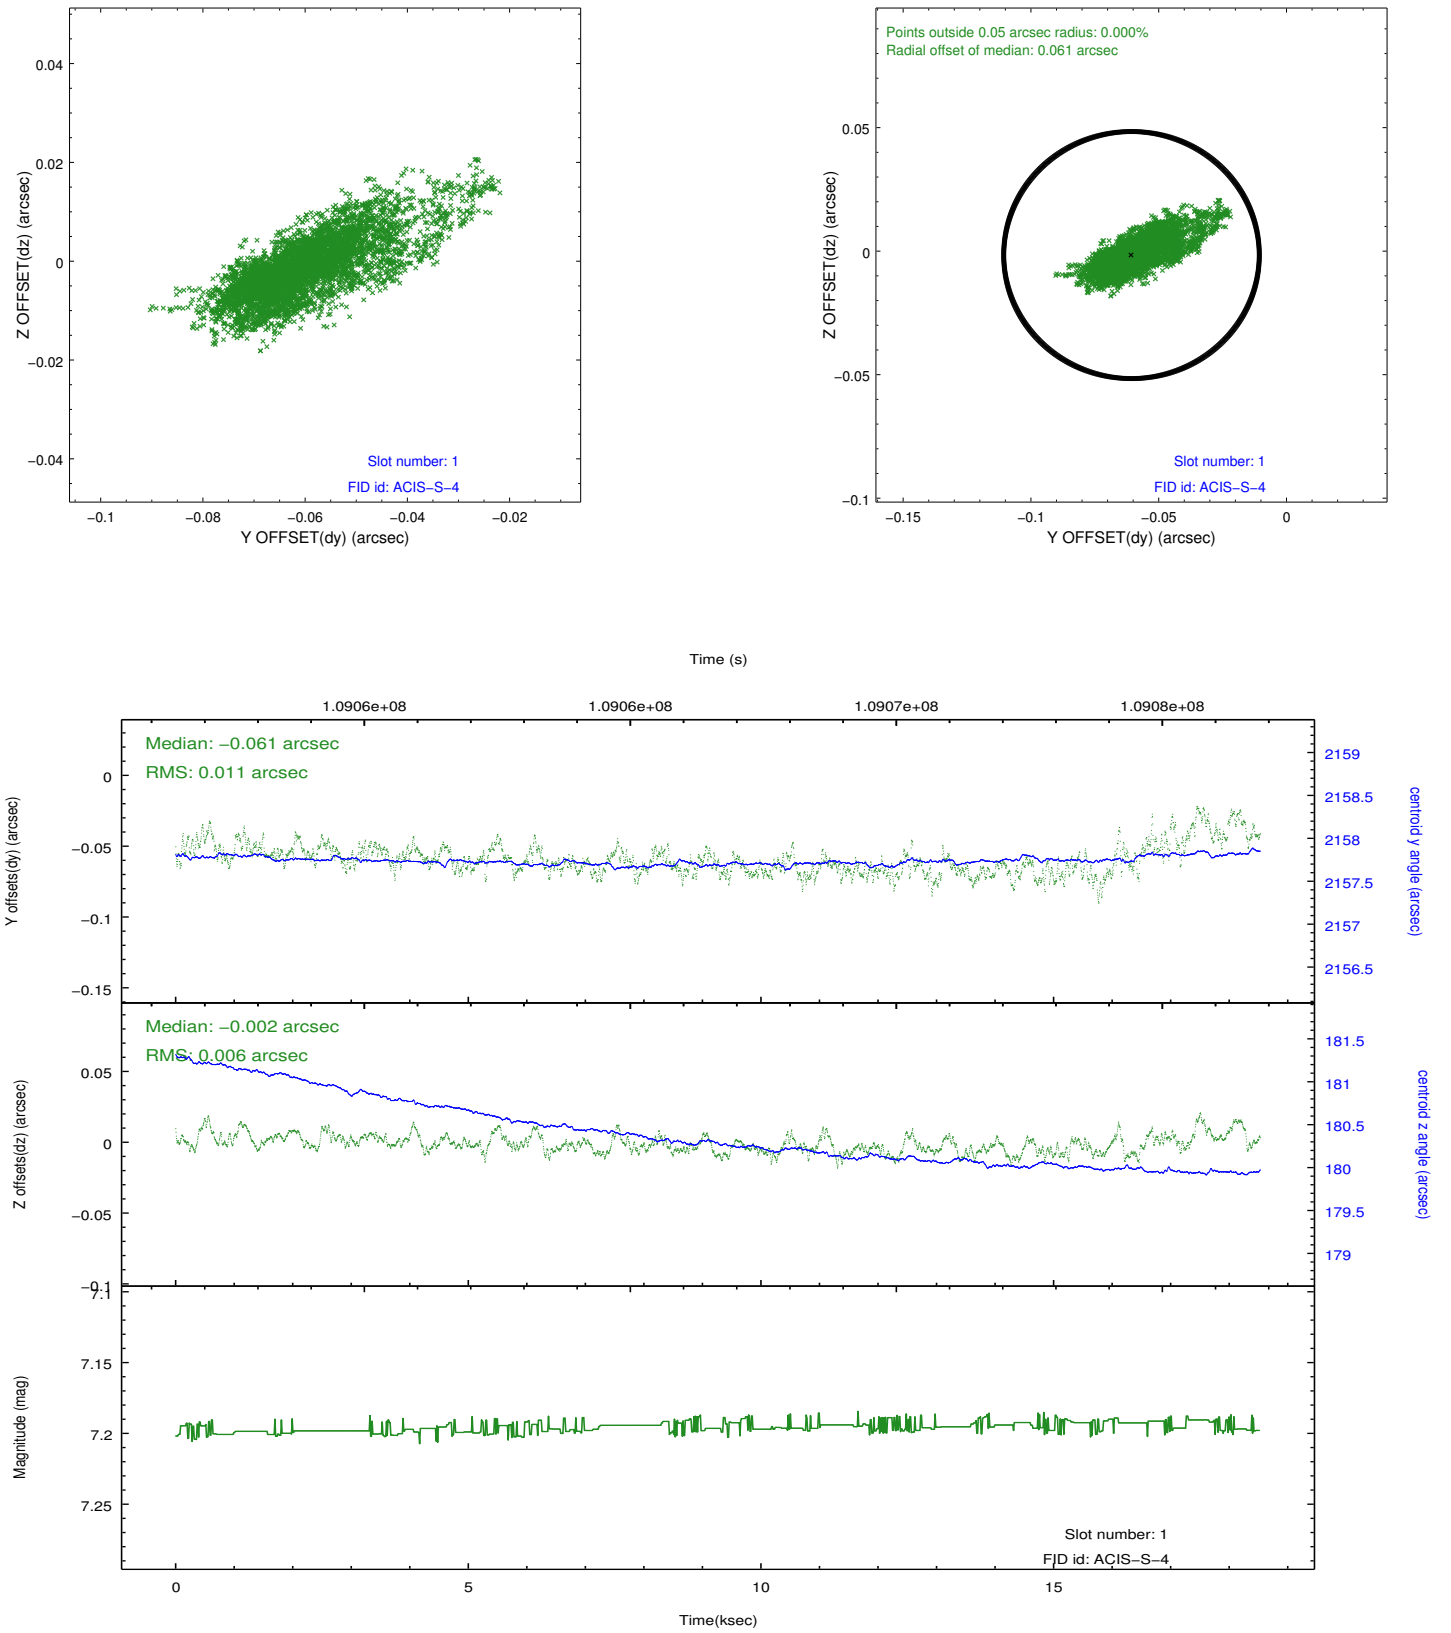 0.04
0.02
0
−0.02
−0.04
Z OFFSET(dz) (arcsec)
Slot number: 1
FID id: ACIS−S−4
−0.1
−0.08
−0.06
−0.04
−0.02
Y OFFSET(dy) (arcsec)
Points outside 0.05 arcsec radius: 0.000%
Radial offset of median: 0.061 arcsec
0.05
0
−0.05
−0.1
Z OFFSET(dz) (arcsec)
Slot number: 1
FID id: ACIS−S−4
−0.15
−0.1
−0.05
0
Y OFFSET(dy) (arcsec)
Time (s)
1.0906e+08
1.0906e+08
1.0907e+08
1.0908e+08
Median: −0.061 arcsec
RMS: 0.011 arcsec
0
−0.05
−0.1
−0.15
Y offsets(dy) (arcsec)
2159
2158.5
2158
2157.5
2157
2156.5
centroid y angle (arcsec)
Median: −0.002 arcsec
RMS: 0.006 arcsec
0.05
0
−0.05
−0.1
Z offsets(dz) (arcsec)
181.5
181
180.5
180
179.5
179
centroid z angle (arcsec)
7.1
7.15
7.2
7.25
Magnitude (mag)
Slot number: 1
FID id: ACIS−S−4
0
5
10
15
Time(ksec)